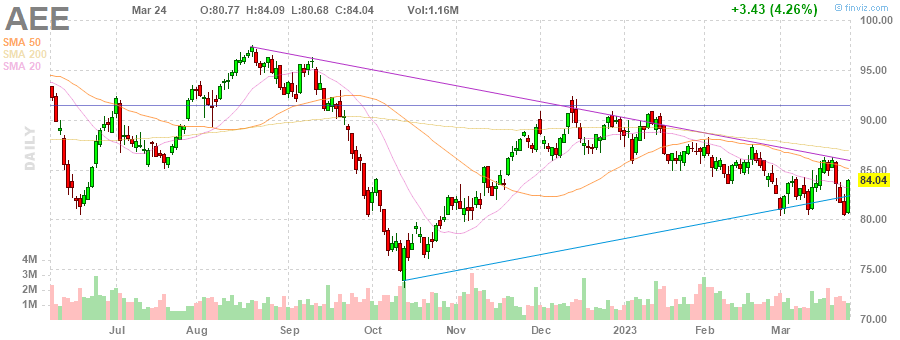 AEE
Mar 24 O:80.77 H:84.09 L:80.68 C:84.04 Vol:1.16M +3.43 (4.26%)
© finviz.com
SMA 50
SMA 200
SMA 20
DAILY
100.00
95.00
90.00
85.00
84.04
80.00
75.00
70.00
4M
3M
2M
1M
Jul Aug Sep Oct Nov Dec 2023 Feb Mar